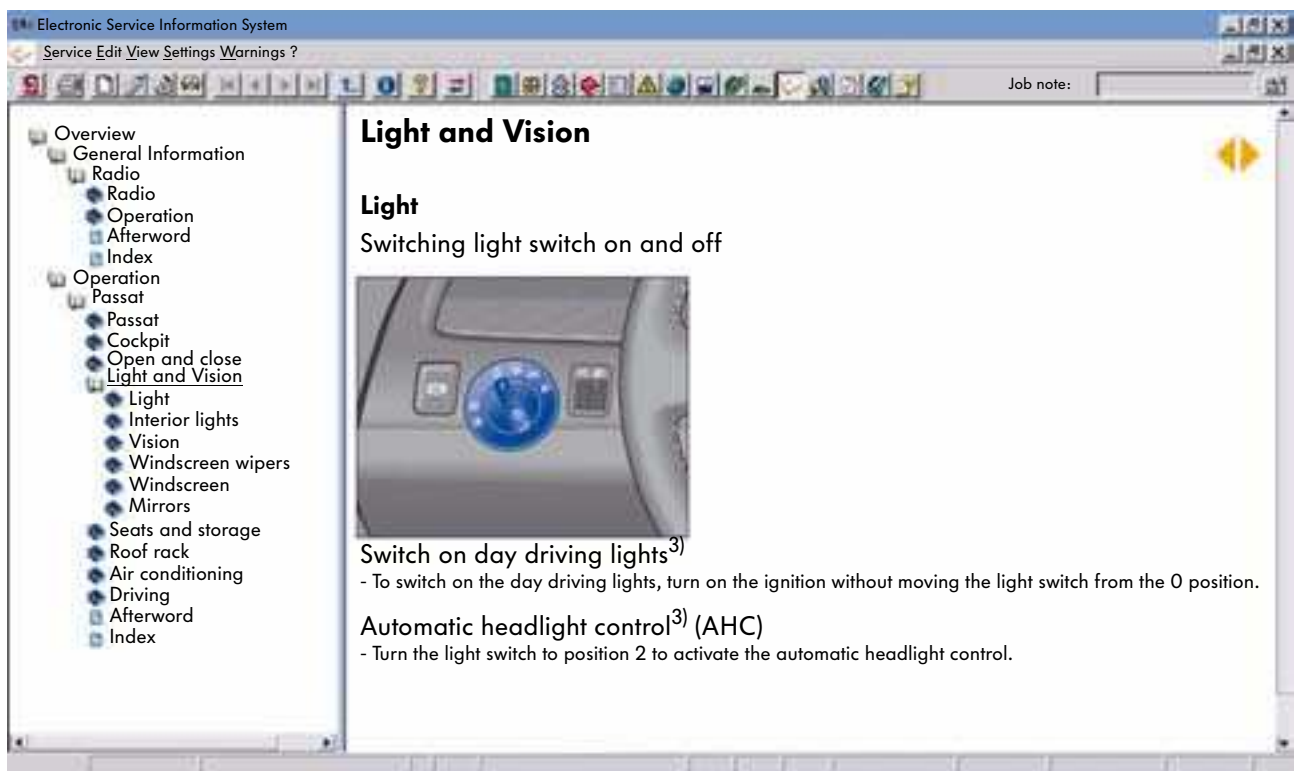 Electronic Service Information System
Service Edit View Settings Warnings ?
Job note:
Overview
General Information
Radio
Radio
Operation
Afterword
Index
Operation
Passat
Passat
Cockpit
Open and close
Light and Vision
Light
Interior lights
Vision
Windscreen wipers
Windscreen
Mirrors
Seats and storage
Roof rack
Air conditioning
Driving
Afterword
Index
Light and Vision
Light
Switching light switch on and off
Switch on day driving lights3)
- To switch on the day driving lights, turn on the ignition without moving the light switch from the 0 position.
Automatic headlight control3) (AHC)
- Turn the light switch to position 2 to activate the automatic headlight control.